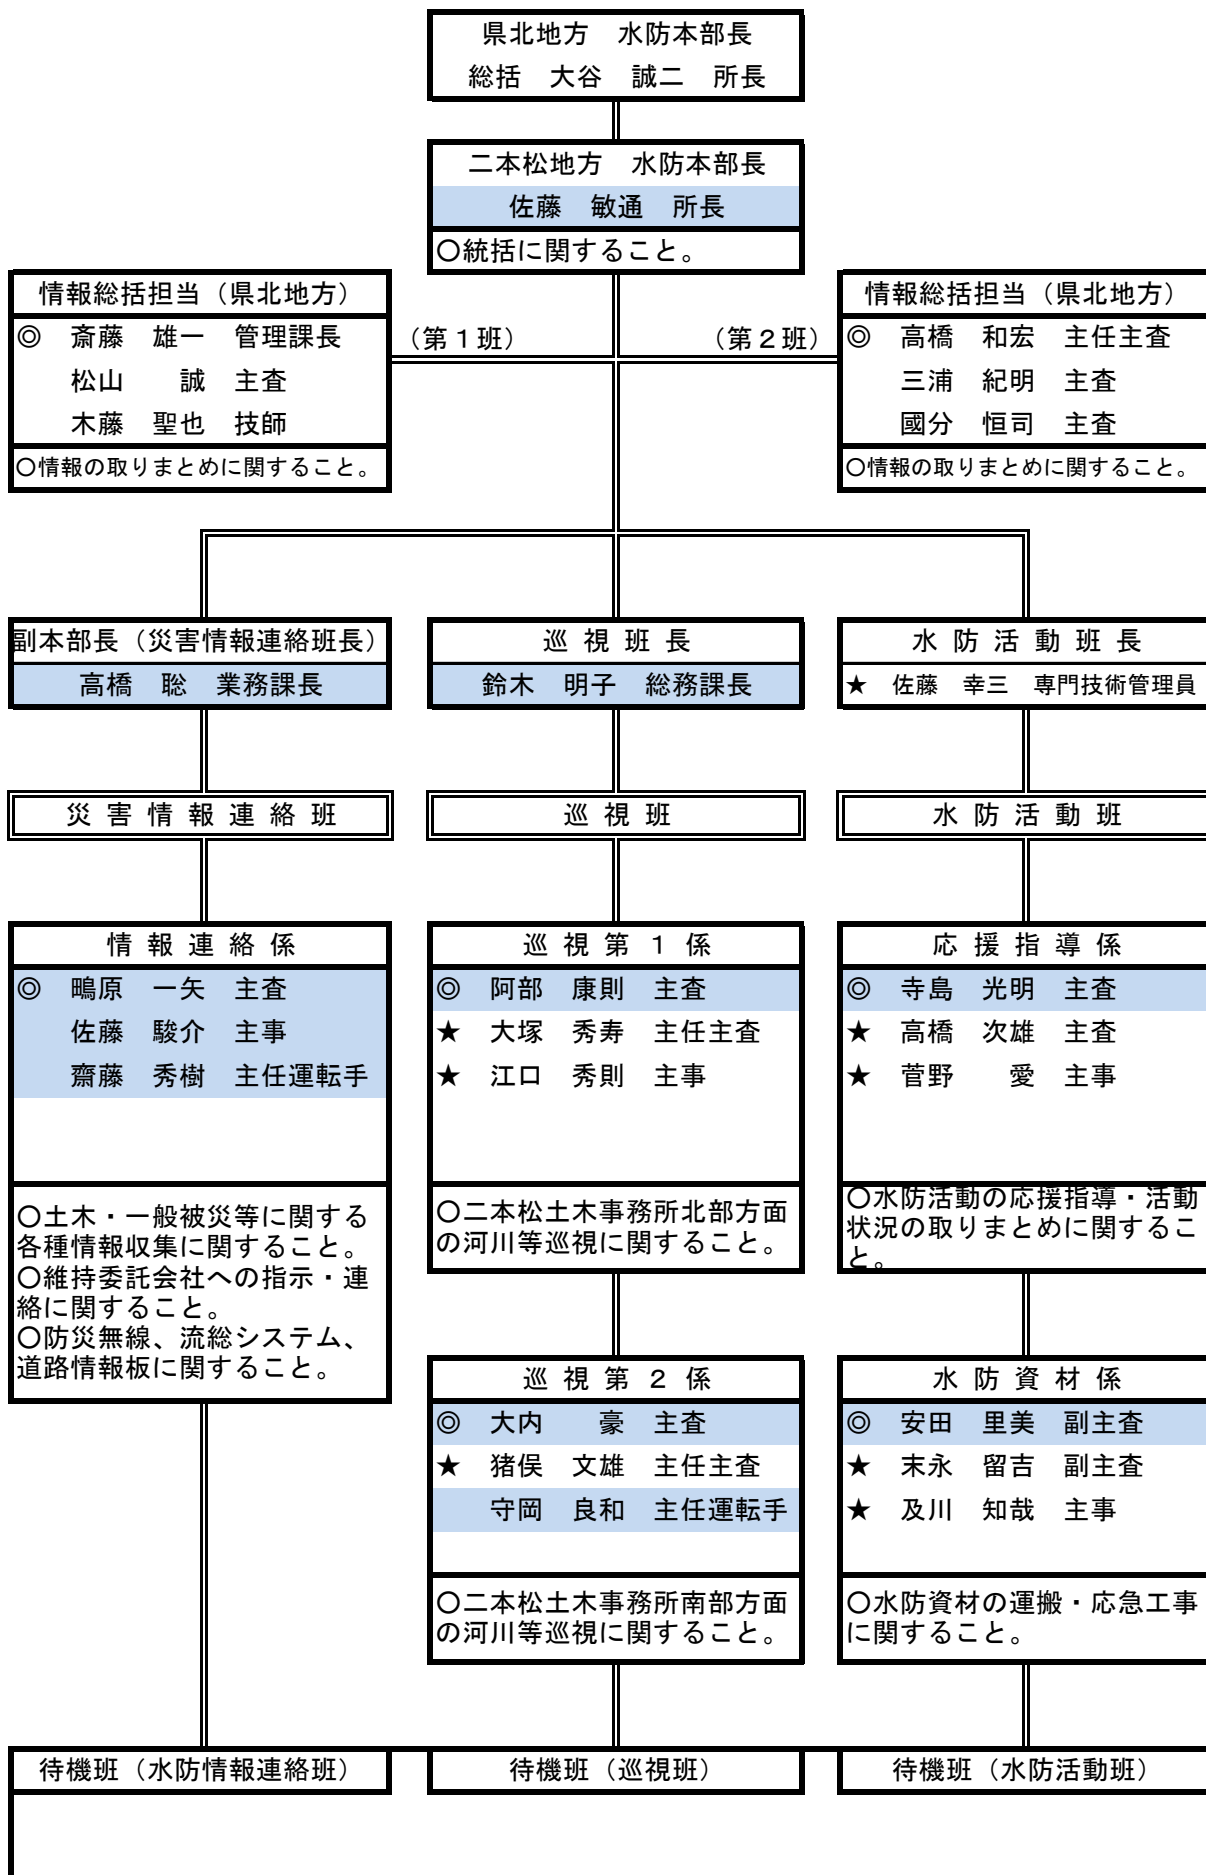 県北地方　水防本部長
総括　大谷　誠二　所長
二本松地方　水防本部長
佐藤　敏通　所長
○統括に関すること。
情報総括担当（県北地方）
◎　斎藤　雄一　管理課長
松山　　誠　主査
木藤　聖也　技師
○情報の取りまとめに関すること。
（第１班）
（第２班）
情報総括担当（県北地方）
◎　高橋　和宏　主任主査
三浦　紀明　主査
國分　恒司　主査
○情報の取りまとめに関すること。
副本部長（災害情報連絡班長）
高橋　聡　業務課長
巡視班長
鈴木　明子　総務課長
水防活動班長
★　佐藤　幸三　専門技術管理員
災害情報連絡班
巡視班
水防活動班
情報連絡係
◎　鴫原　一矢　主査
佐藤　駿介　主事
齋藤　秀樹　主任運転手
○土木・一般被災等に関する
各種情報収集に関すること。
○維持委託会社への指示・連
絡に関すること。
○防災無線、流総システム、
道路情報板に関すること。
巡視第１係
◎　阿部　康則　主査
★　大塚　秀寿　主任主査
★　江口　秀則　主事
○二本松土木事務所北部方面
の河川等巡視に関すること。
応援指導係
◎　寺島　光明　主査
★　高橋　次雄　主査
★　菅野　　愛　主事
○水防活動の応援指導・活動
状況の取りまとめに関するこ
と。
巡視第２係
◎　大内　　豪　主査
★　猪俣　文雄　主任主査
守岡　良和　主任運転手
○二本松土木事務所南部方面
の河川等巡視に関すること。
水防資材係
◎　安田　里美　副主査
★　末永　留吉　副主査
★　及川　知哉　主事
○水防資材の運搬・応急工事
に関すること。
待機班（水防情報連絡班）
待機班（巡視班）
待機班（水防活動班）